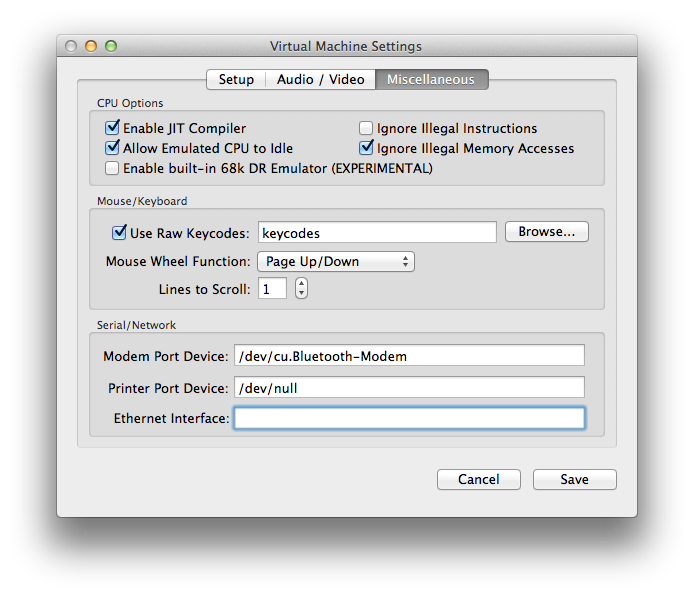 Virtual Machine Settings
Setup Audio / Video Miscellaneous
CPU Options
Enable JIT Compiler Ignore Illegal Instructions
Allow Emulated CPU to Idle Ignore Illegal Memory Accesses
Enable built-in 68k DR Emulator (EXPERIMENTAL)
Mouse/Keyboard
Use Raw Keycodes: keycodes Browse...
Mouse Wheel Function: Page Up/Down
Lines to Scroll: 1
Serial/Network
Modem Port Device: /dev/cu.Bluetooth-Modem
Printer Port Device: /dev/null
Ethernet Interface:
Cancel Save